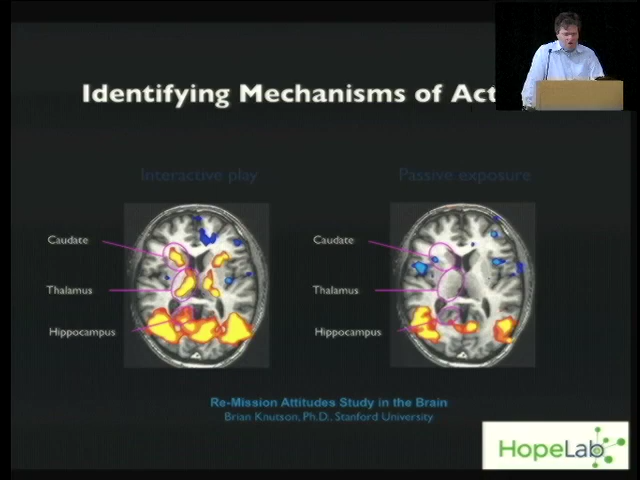 Identifying Mechanisms of Act
Interactive play
Passive exposure
Caudate
Thalamus
Hippocampus
Caudate
Thalamus
Hippocampus
Re-Mission Attitudes Study in the Brain
Brian Knutson, Ph.D., Stanford University
HopeLab